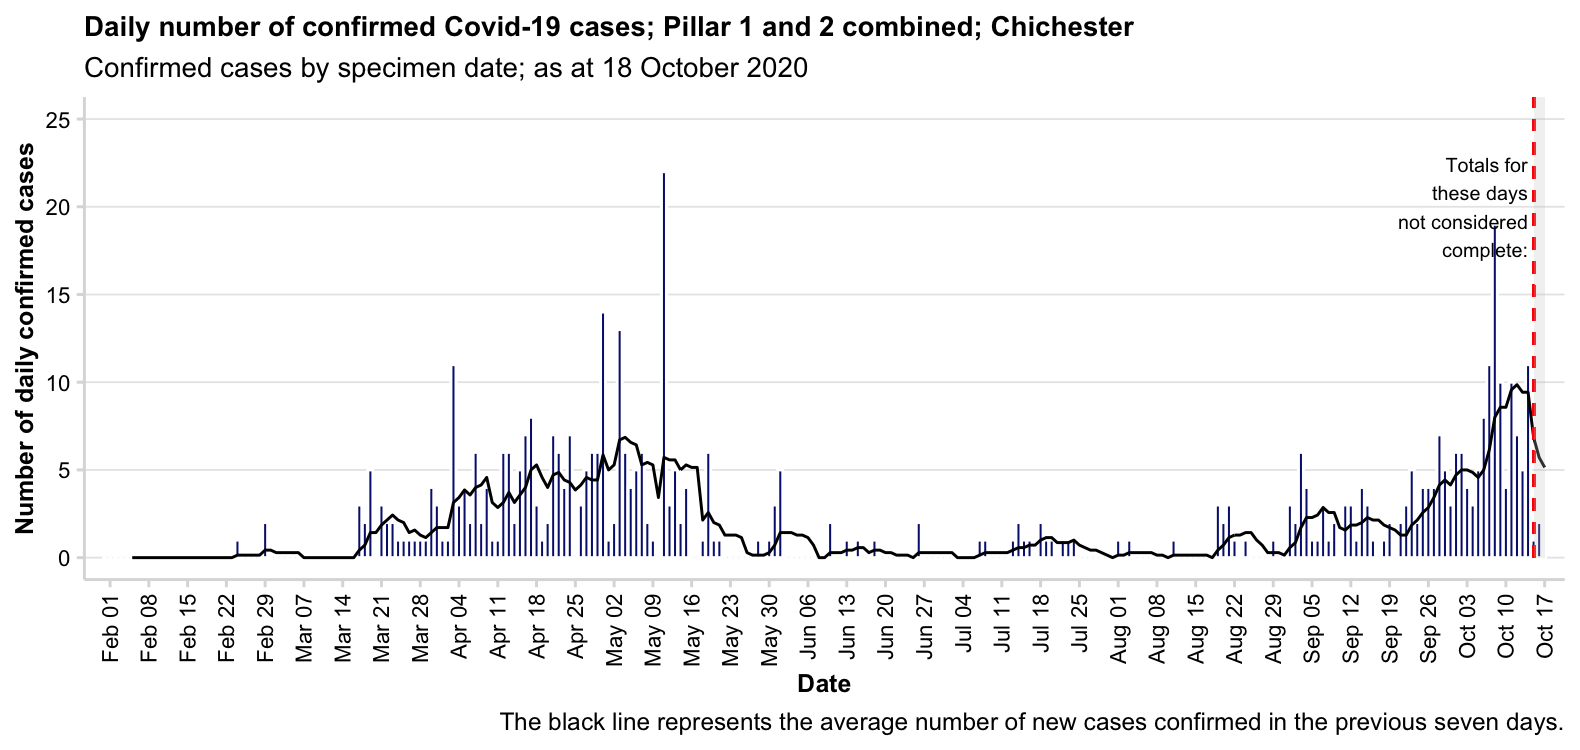 Daily number of confirmed Covid-19 cases; Pillar 1 and 2 combined; Chichester
Confirmed cases by specimen date; as at 18 October 2020
Number of daily confirmed cases
25
20
15
10
5
0
Totals for
these days
not considered
complete:
Feb 01
Feb 08
Feb 15
Feb 22
Feb 29
Mar 07
Mar 14
Mar 21
Mar 28
Apr 04
Apr 11
Apr 18
Apr 25
May 02
May 09
May 16
May 23
May 30
Jun 06
Jun 13
Jun 20
Jun 27
Jul 04
Jul 11
Jul 18
Jul 25
Aug 01
Aug 08
Aug 15
Aug 22
Aug 29
Sep 05
Sep 12
Sep 19
Sep 26
Oct 03
Oct 10
Oct 17
Date
The black line represents the average number of new cases confirmed in the previous seven days.